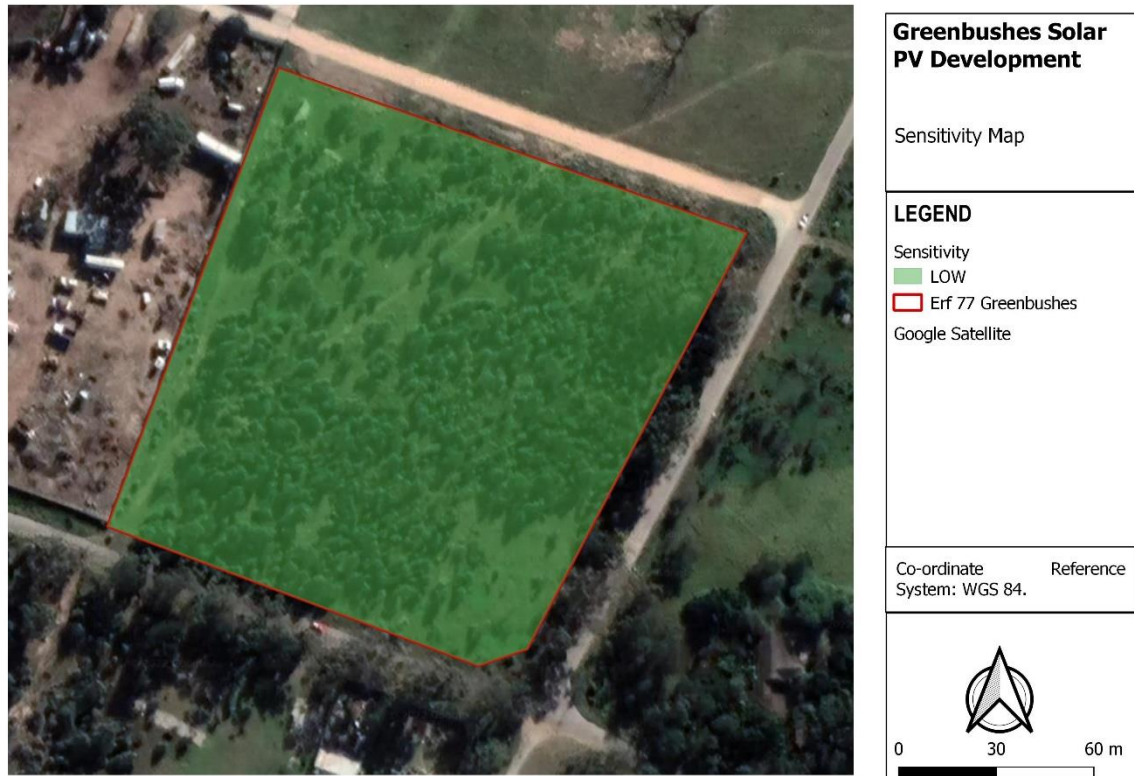 Greenbushes Solar
PV Development
Sensitivity Map
LEGEND
Sensitivity
LOW
Erf 77 Greenbushes
Google Satellite
Co-ordinate Reference
System: WGS 84.
0 30 60 m